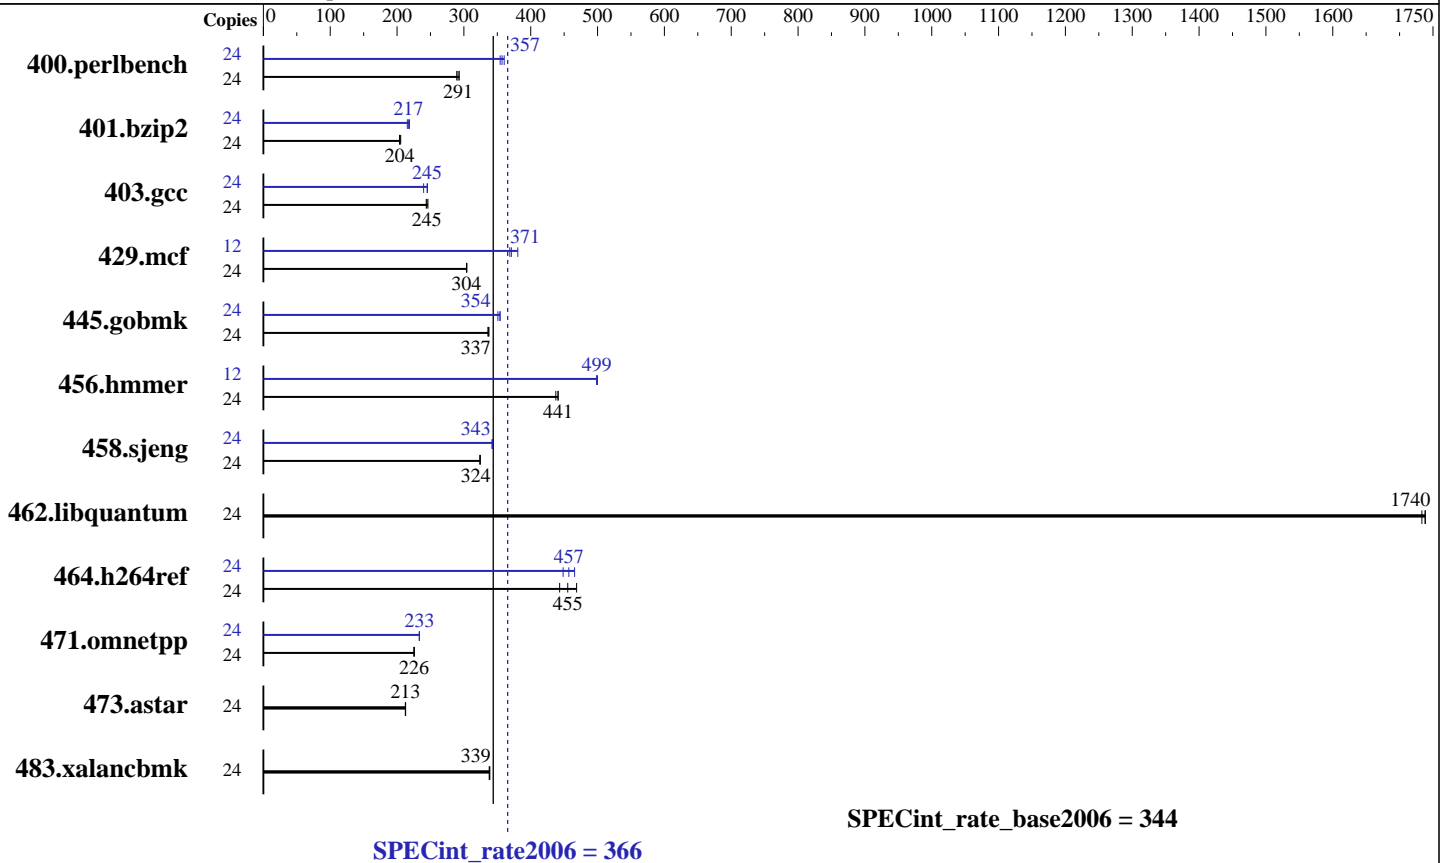 Copies 0 100 200 300 400 500 600 700 800 900 1000 1100 1200 1300 1400 1500 1600 1750
400.perlbench 24 357
24 291
401.bzip2 24 217
24 204
403.gcc 24 245
24 245
429.mcf 12 371
24 304
445.gobmk 24 354
24 337
456.hmmer 12 499
24 441
458.sjeng 24 343
24 324
462.libquantum 24 1740
464.h264ref 24 457
24 455
471.omnetpp 24 233
24 226
473.astar 24 213
483.xalancbmk 24 339
SPECint_rate_base2006 = 344
SPECint_rate2006 = 366